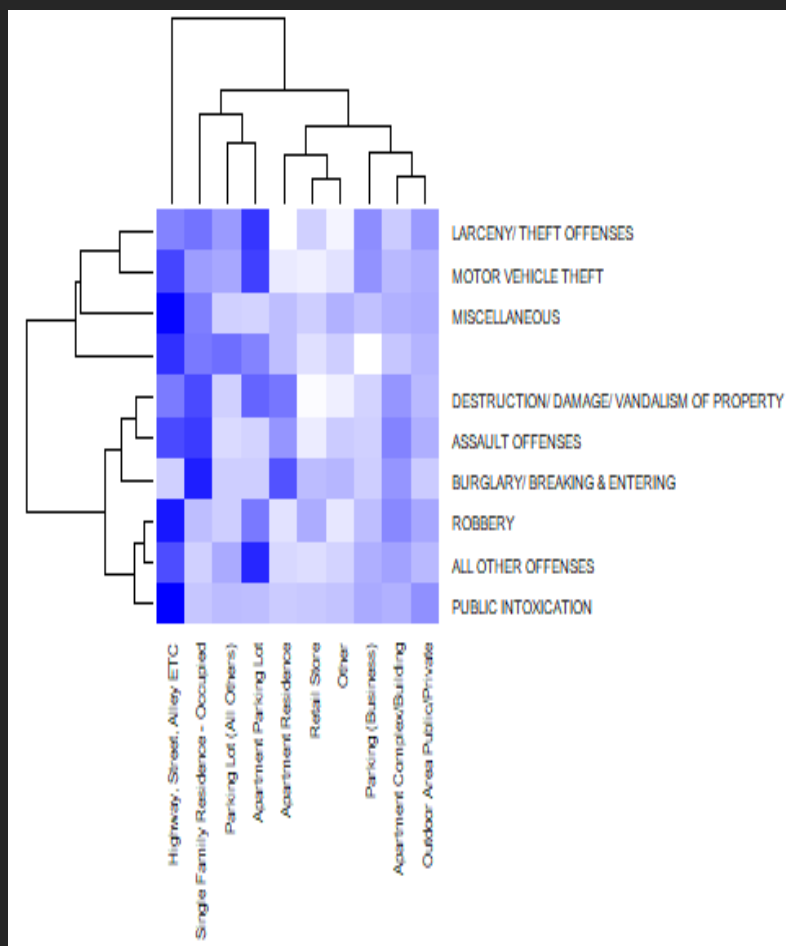 LARCENY/ THEFT OFFENSES
MOTOR VEHICLE THEFT
MISCELLANEOUS
DESTRUCTION/ DAMAGE/ VANDALISM OF PROPERTY
ASSAULT OFFENSES
BURGLARY/ BREAKING & ENTERING
ROBBERY
ALL OTHER OFFENSES
PUBLIC INTOXICATION
Highway, Street, Alley ETC
Single Family Residence - Occupied
Parking Lot (All Others)
Apartment Parking Lot
Apartment Residence
Retail Store
Other
Parking (Business)
Apartment Complex/Building
Outdoor Area Public/Private